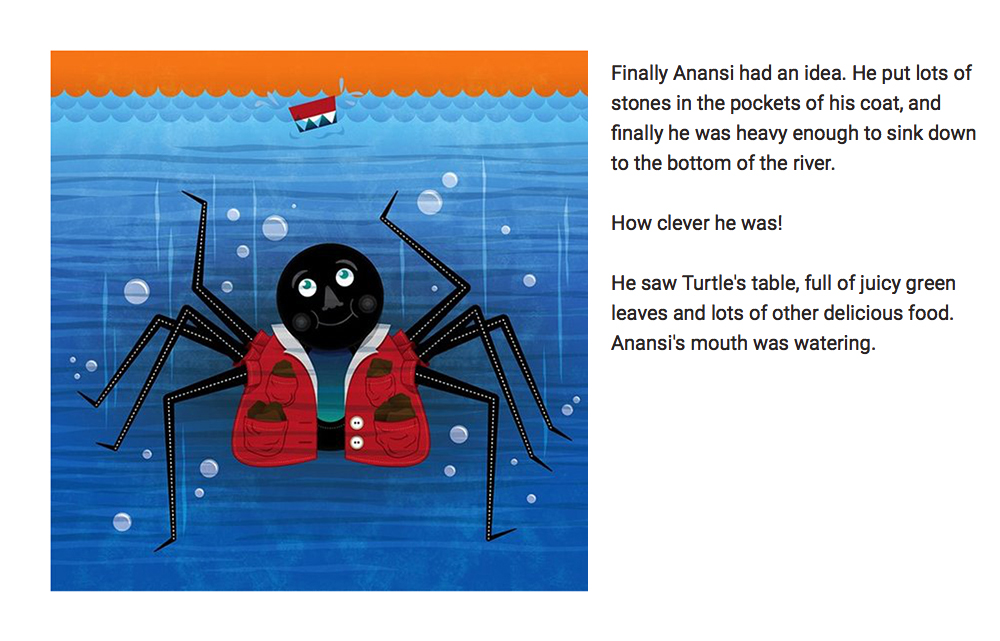 Finally Anansi had an idea. He put lots of
stones in the pockets of his coat, and
finally he was heavy enough to sink down
to the bottom of the river.
How clever he was!
He saw Turtle's table, full of juicy green
leaves and lots of other delicious food.
Anansi's mouth was watering.